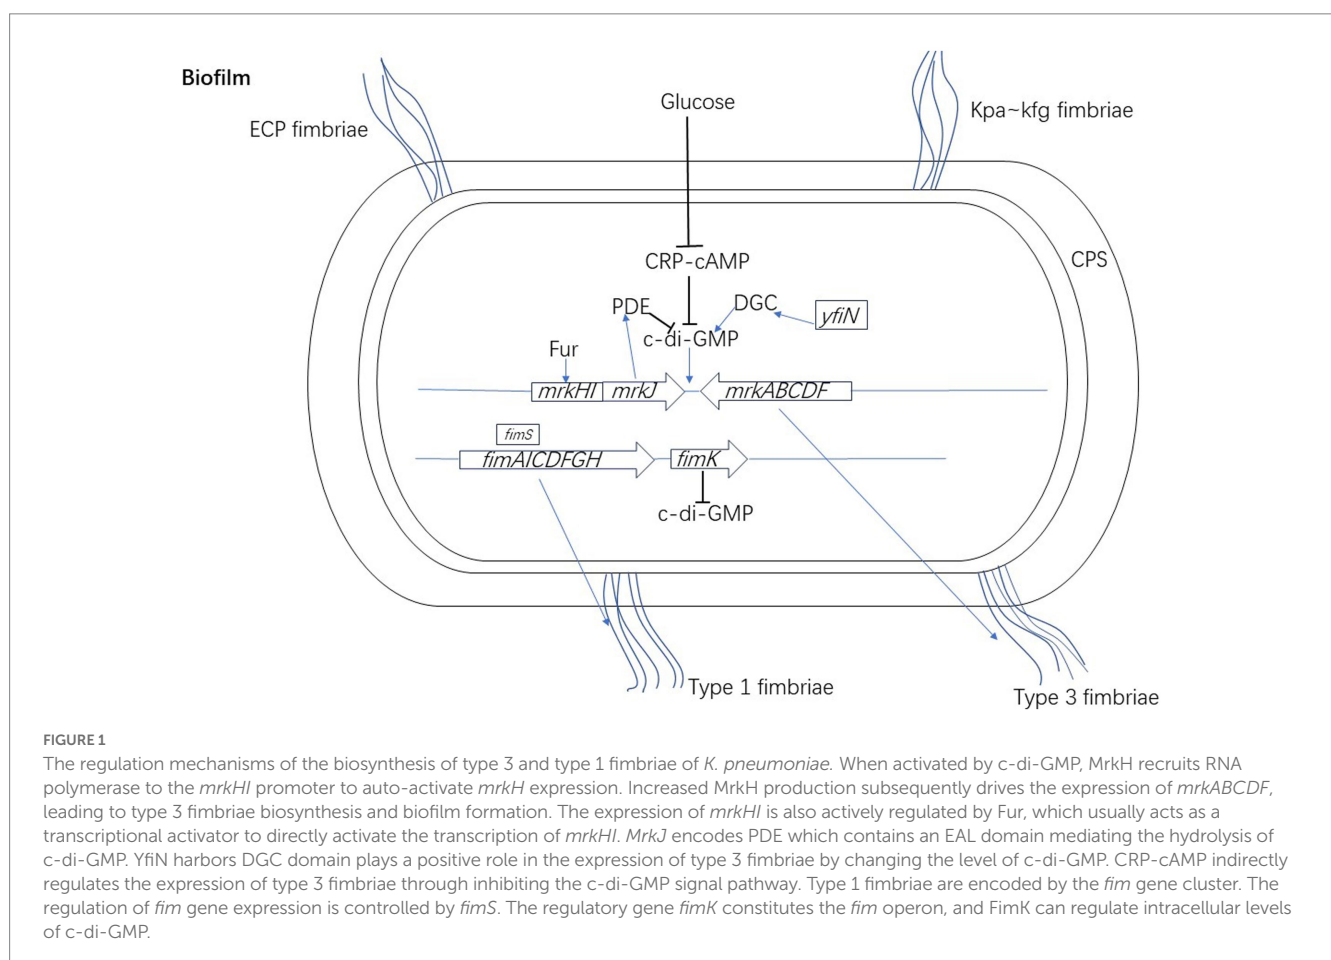 Biofilm
ECP fimbriae
Glucose
Kpa~kfg fimbriae
CRP-cAMP
CPS
PDE
DGC
yfiN
c-di-GMP
Fur
mrkHI
mrkJ
mrkABCDF
fimS
fimAICDFGH
fimK
c-di-GMP
Type 1 fimbriae
Type 3 fimbriae
FIGURE 1
The regulation mechanisms of the biosynthesis of type 3 and type 1 fimbriae of K. pneumoniae. When activated by c-di-GMP, MrkH recruits RNA
polymerase to the mrkHI promoter to auto-activate mrkH expression. Increased MrkH production subsequently drives the expression of mrkABCDF,
leading to type 3 fimbriae biosynthesis and biofilm formation. The expression of mrkHI is also actively regulated by Fur, which usually acts as a
transcriptional activator to directly activate the transcription of mrkHI. MrkJ encodes PDE which contains an EAL domain mediating the hydrolysis of
c-di-GMP. YfiN harbors DGC domain plays a positive role in the expression of type 3 fimbriae by changing the level of c-di-GMP. CRP-cAMP indirectly
regulates the expression of type 3 fimbriae through inhibiting the c-di-GMP signal pathway. Type 1 fimbriae are encoded by the fim gene cluster. The
regulation of fim gene expression is controlled by fimS. The regulatory gene fimK constitutes the fim operon, and FimK can regulate intracellular levels
of c-di-GMP.